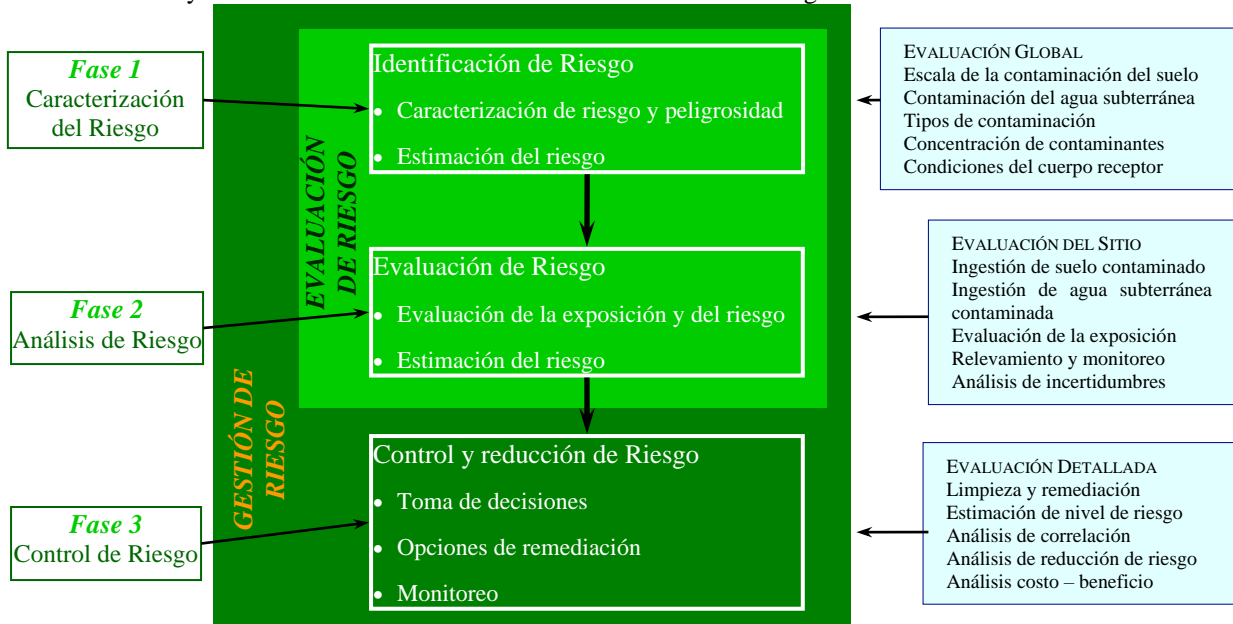 Fase 1
Caracterización
del Riesgo
Identificación de Riesgo
• Caracterización de riesgo y peligrosidad
• Estimación del riesgo
EVALUACIÓN GLOBAL
Escala de la contaminación del suelo
Contaminación del agua subterránea
Tipos de contaminación
Concentración de contaminantes
Condiciones del cuerpo receptor
EVALUACIÓN
DE RIESGO
Fase 2
Análisis de Riesgo
Evaluación de Riesgo
• Evaluación de la exposición y del riesgo
• Estimación del riesgo
EVALUACIÓN DEL SITIO
Ingestión de suelo contaminado
Ingestión de agua subterránea
contaminada
Evaluación de la exposición
Relevamiento y monitoreo
Análisis de incertidumbres
GESTIÓN DE
RIESGO
Fase 3
Control de Riesgo
Control y reducción de Riesgo
• Toma de decisiones
• Opciones de remediación
• Monitoreo
EVALUACIÓN DETALLADA
Limpieza y remediación
Estimación de nivel de riesgo
Análisis de correlación
Análisis de reducción de riesgo
Análisis costo – beneficio